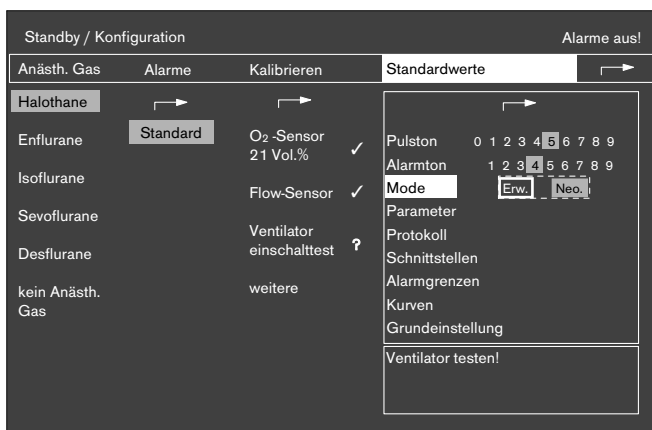 Standby / Konfiguration Alarme aus!
Anästh. Gas Alarme Kalibrieren Standardwerte
Halothane
Enflurane
Isoflurane
Sevoflurane
Desflurane
kein Anästh.
Gas
Standard
O₂-Sensor
21 Vol.% ✓
Flow-Sensor ✓
Ventilator
einschalttest ?
weitere
Pulston 0 1 2 3 4 5 6 7 8 9
Alarmton 1 2 3 4 5 6 7 8 9
Mode Erw. Neo.
Parameter
Protokoll
Schnittstellen
Alarmgrenzen
Kurven
Grundeinstellung
Ventilator testen!